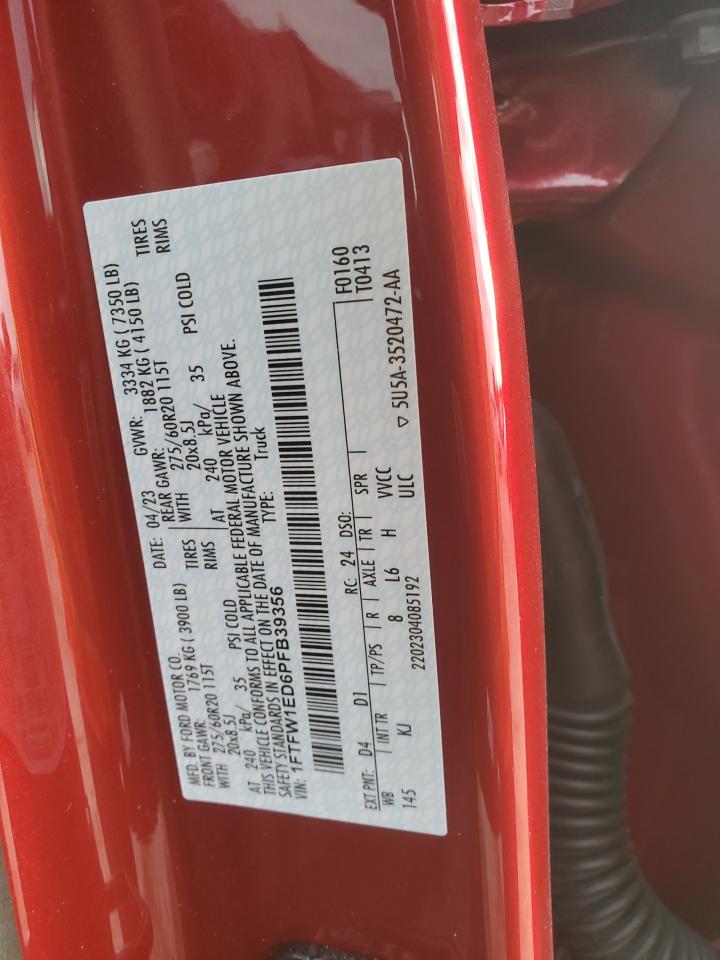 MFD. BY FORD MOTOR CO.
DATE: 04/23 GVWR: 3334 KG ( 7350 LB)
FRONT GAWR: 1769 KG ( 3900 LB) REAR GAWR: 1882 KG ( 4150 LB)
WITH 275/60R20 115T TIRES WITH 275/60R20 115T TIRES
20x8.5J RIMS 20x8.5J RIMS
AT 240 kPa/ 35 PSI COLD AT 240 kPa/ 35 PSI COLD
THIS VEHICLE CONFORMS TO ALL APPLICABLE FEDERAL MOTOR VEHICLE
SAFETY STANDARDS IN EFFECT ON THE DATE OF MANUFACTURE SHOWN ABOVE.
VIN: 1FTFW1ED6PFB39356 TYPE: Truck
F0160
T0413
EXT PNT: D4 D1 RC: 24 DSO:
WB INT TR TP/PS R AXLE TR SPR
145 KJ 8 L6 H VVCC
2202304085192 ULC ▽ 5U5A-3520472-AA